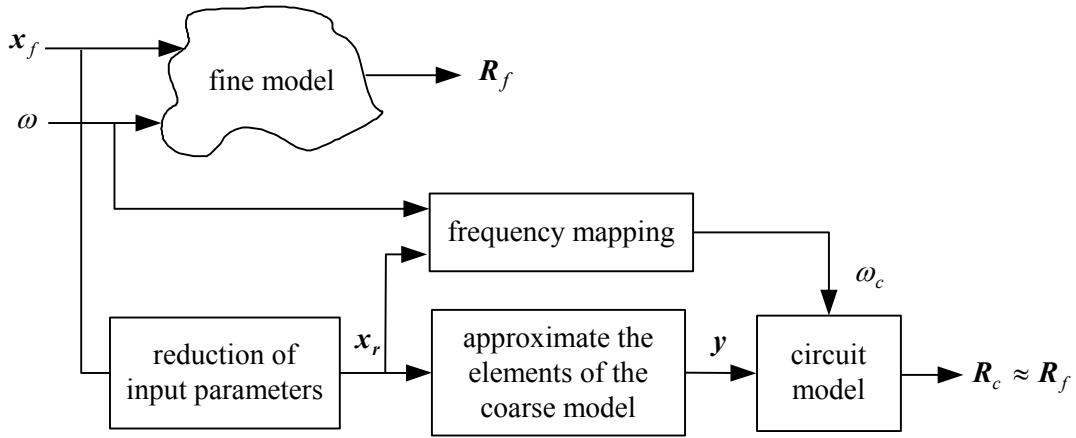 x_f
fine model
R_f
ω
frequency mapping
ω_c
reduction of
input parameters
x_r
approximate the
elements of the
coarse model
y
circuit
model
R_c ≈ R_f